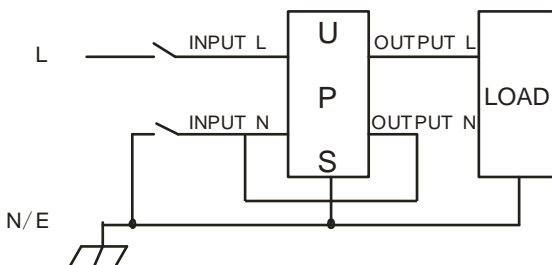 L
INPUT L
U
P
S
OUTPUT L
LOAD
INPUT N
OUTPUT N
N/E